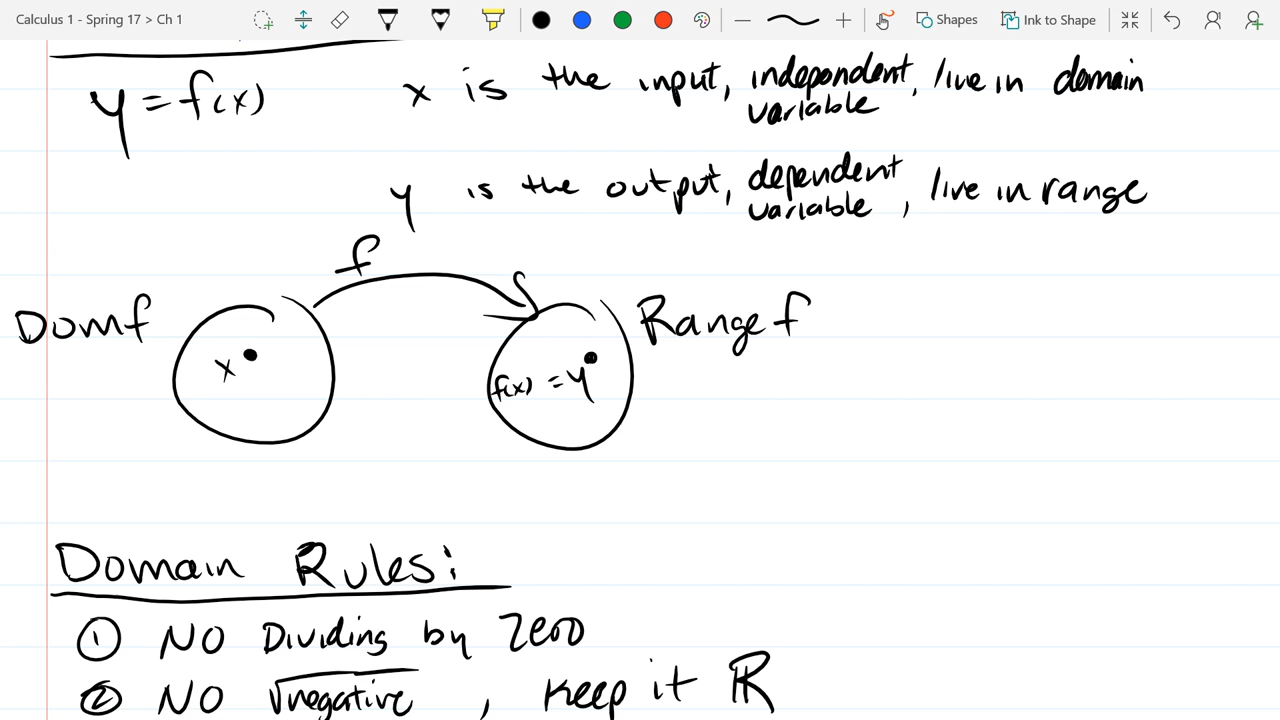 Calculus 1 - Spring 17 > Ch 1
Shapes
Ink to Shape
y = f(x)
x is the input, independent variable, live in domain
y is the output, dependent variable, live in range
f
Dom f
Range f
x
f(x) = y
Domain Rules:
① NO Dividing by Zero
② NO √negative, Keep it ℝ